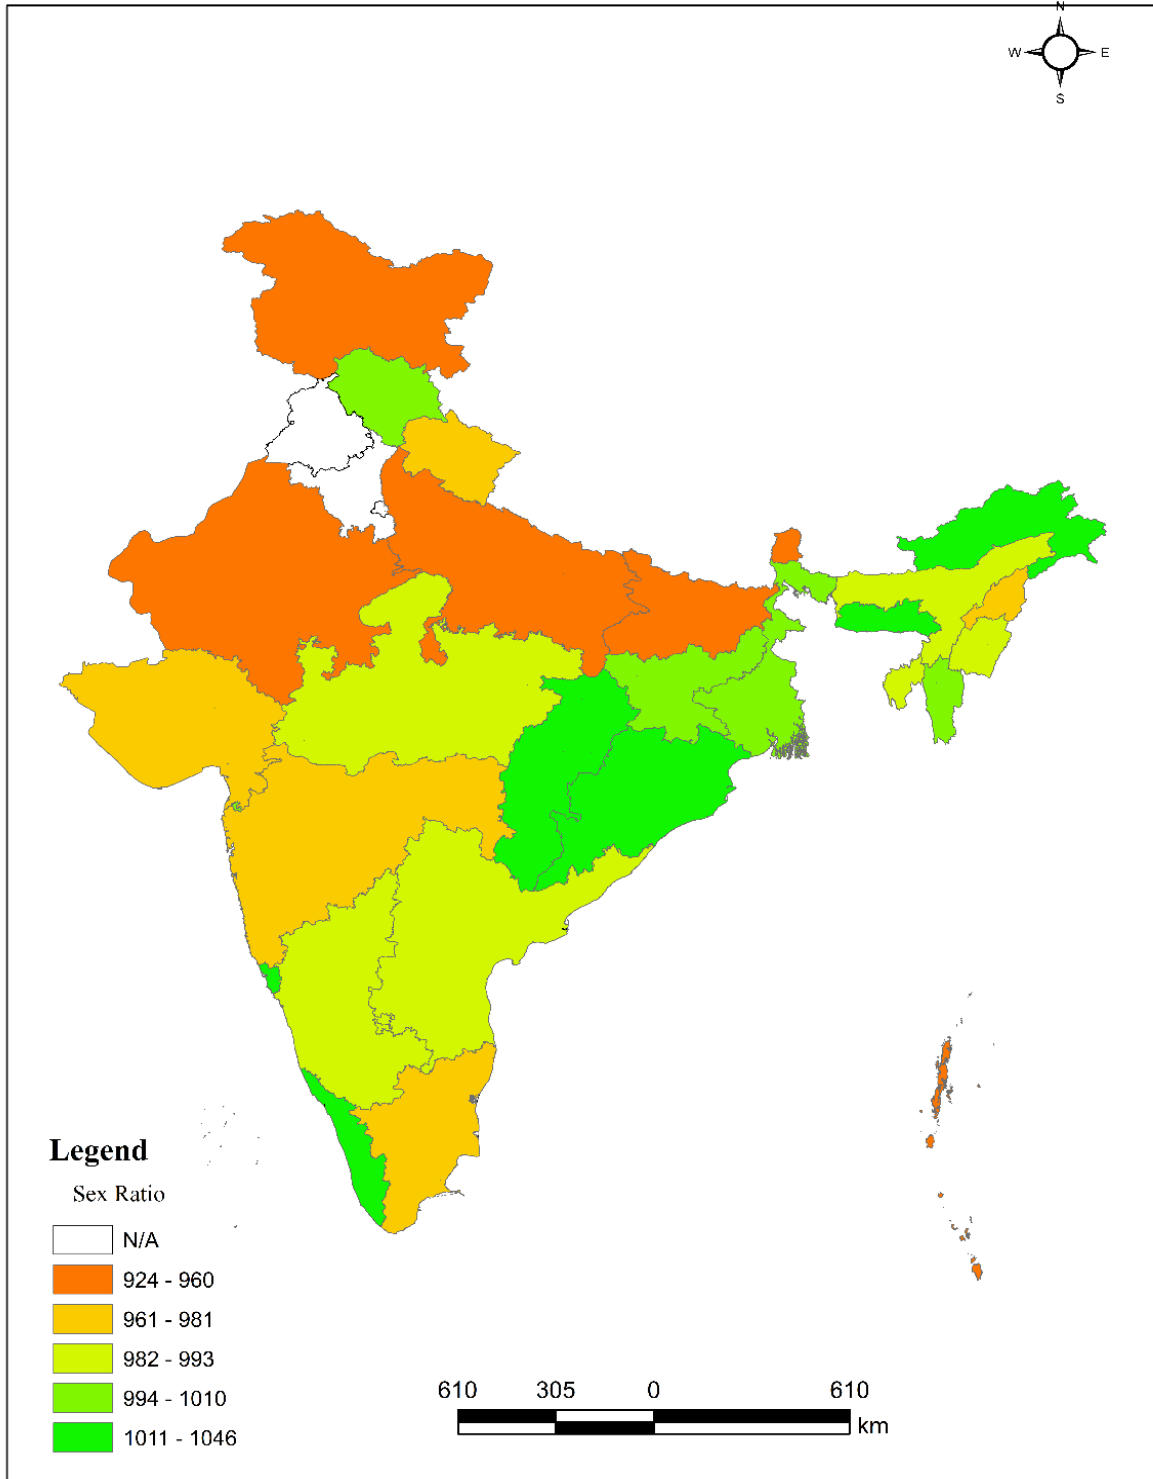 N
W E
S
Legend
Sex Ratio
N/A
924 - 960
961 - 981
982 - 993
994 - 1010
1011 - 1046
610 305 0 610
km